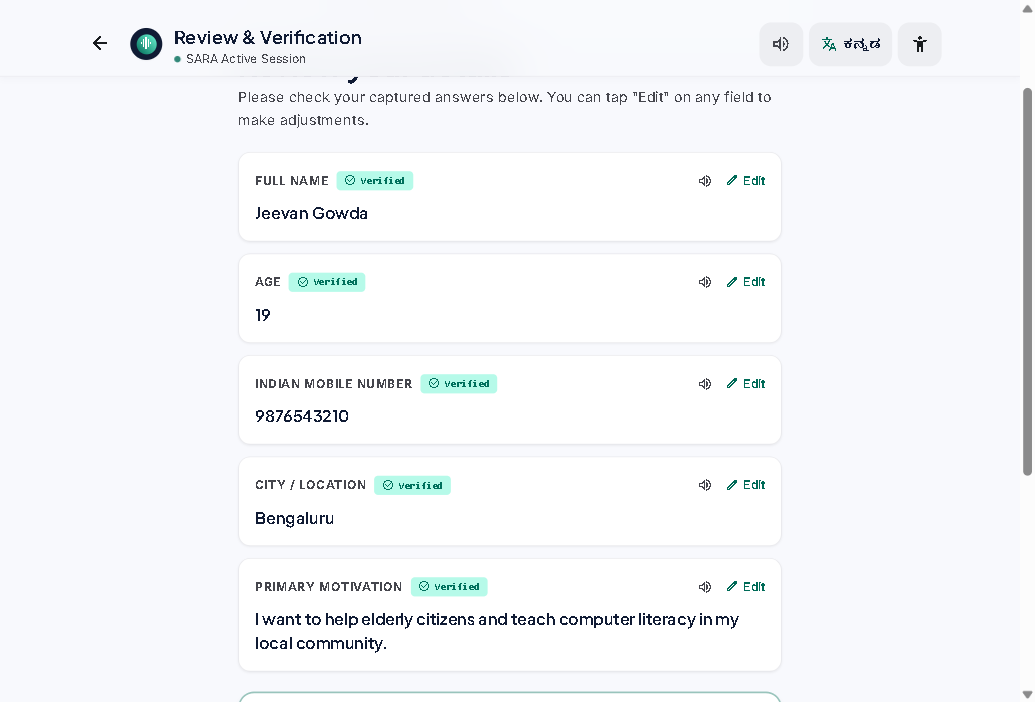 Review & Verification
SARA Active Session
ಕನ್ನಡ
Please check your captured answers below. You can tap "Edit" on any field to
make adjustments.
FULL NAME Verified Edit
Jeevan Gowda
AGE Verified Edit
19
INDIAN MOBILE NUMBER Verified Edit
9876543210
CITY / LOCATION Verified Edit
Bengaluru
PRIMARY MOTIVATION Verified Edit
I want to help elderly citizens and teach computer literacy in my
local community.